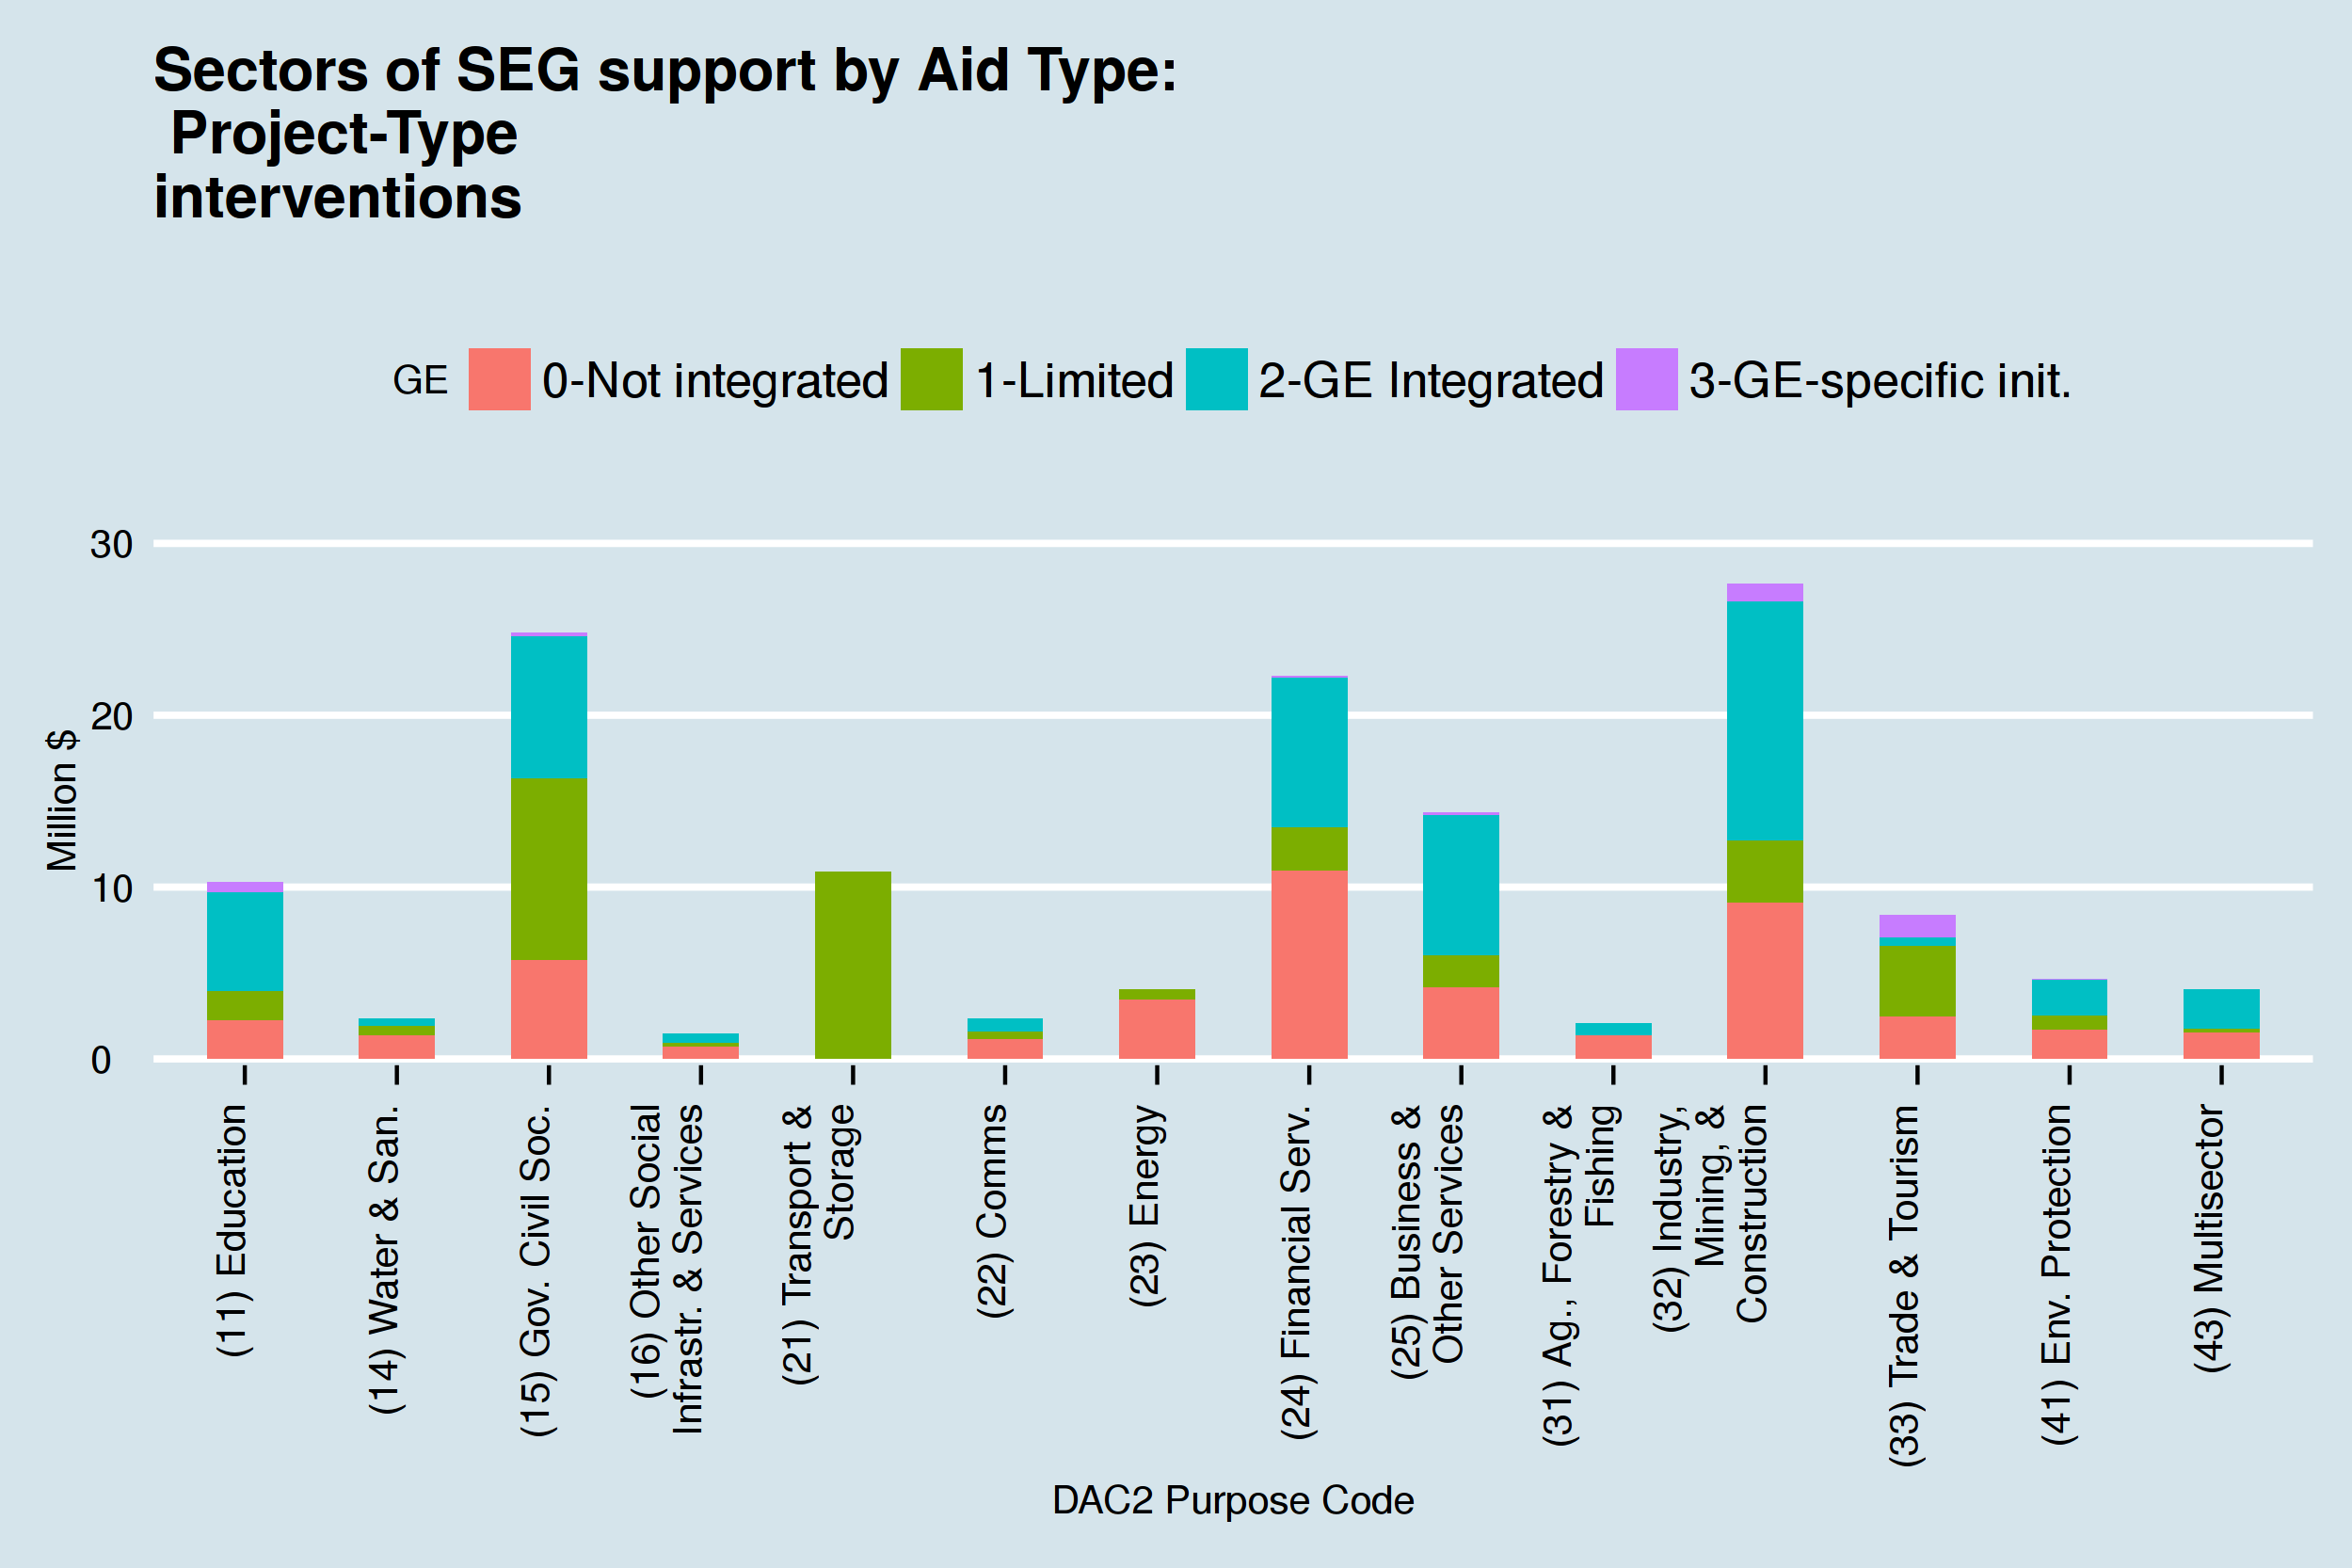 Sectors of SEG support by Aid Type:
Project-Type
interventions
GE 0-Not integrated 1-Limited 2-GE Integrated 3-GE-specific init.
30
20
10
0
Million $
(11) Education
(14) Water & San.
(15) Gov. Civil Soc.
(16) Other Social
Infrastr. & Services
(21) Transport &
Storage
(22) Comms
(23) Energy
(24) Financial Serv.
(25) Business &
Other Services
(31) Ag., Forestry &
Fishing
(32) Industry,
Mining, &
Construction
(33) Trade & Tourism
(41) Env. Protection
(43) Multisector
DAC2 Purpose Code